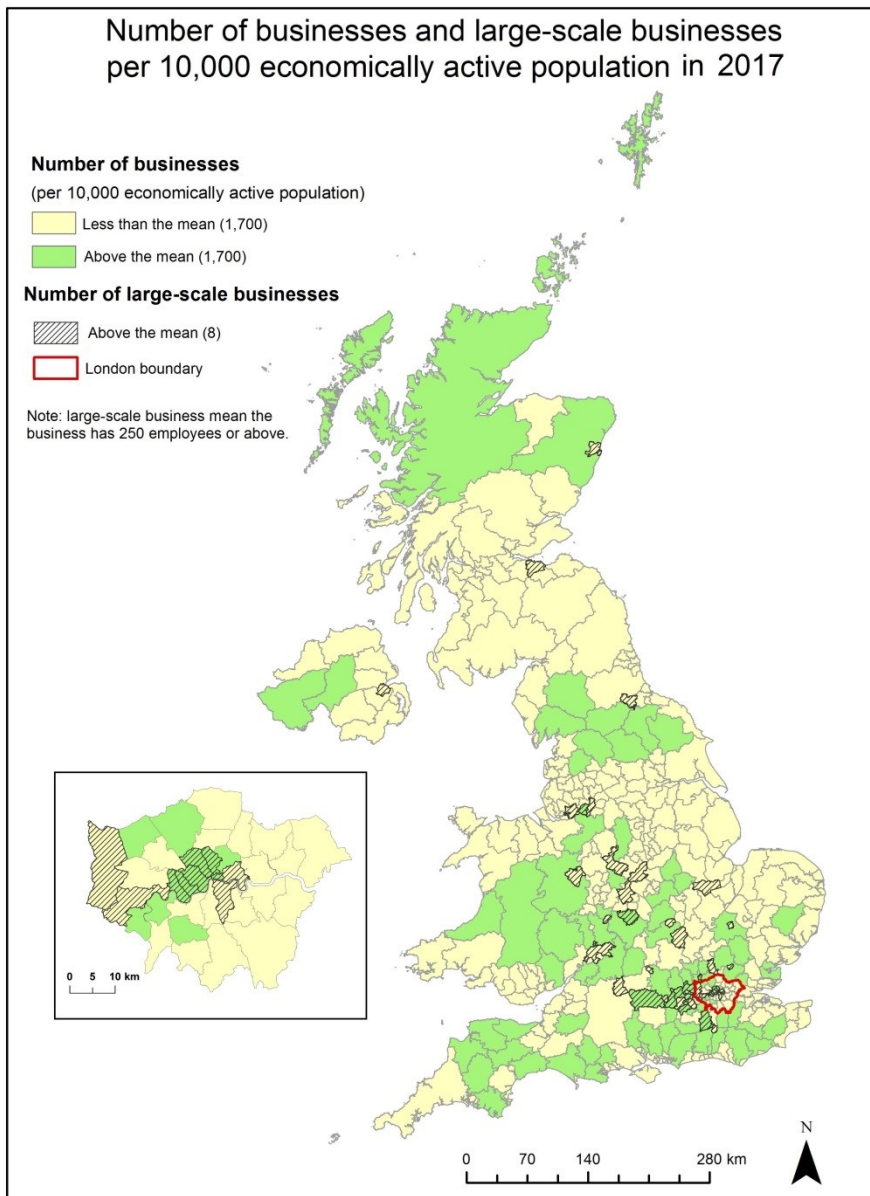 Number of businesses and large-scale businesses
per 10,000 economically active population in 2017
Number of businesses
(per 10,000 economically active population)
Less than the mean (1,700)
Above the mean (1,700)
Number of large-scale businesses
Above the mean (8)
London boundary
Note: large-scale business mean the
business has 250 employees or above.
0 5 10 km
N
0 70 140 280 km